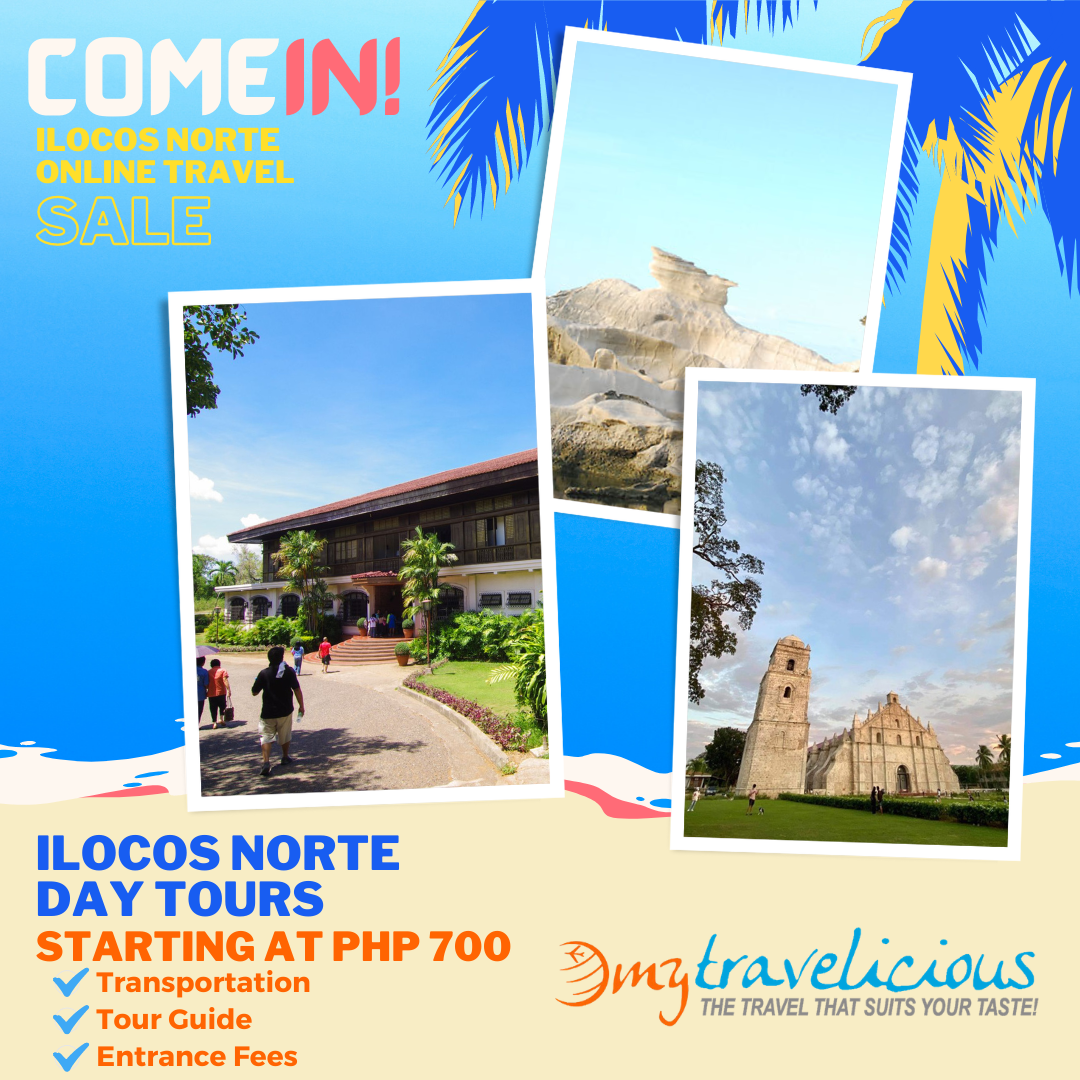 COMEIN!
ILOCOS NORTE
ONLINE TRAVEL
SALE
ILOCOS NORTE
DAY TOURS
STARTING AT PHP 700
Transportation
Tour Guide
Entrance Fees
mytravelicious
THE TRAVEL THAT SUITS YOUR TASTE!